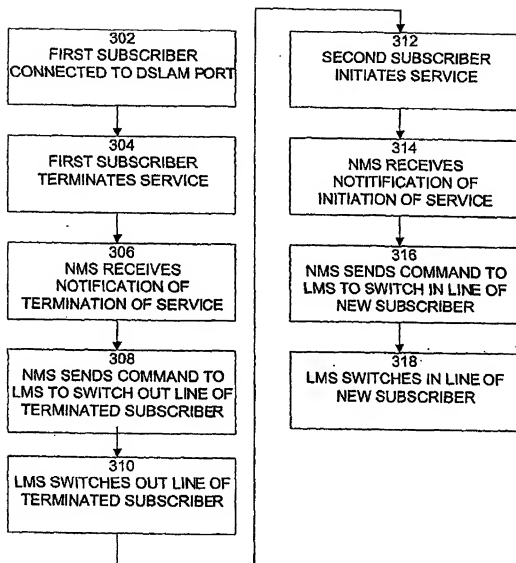 302
FIRST SUBSCRIBER
CONNECTED TO DSLAM PORT
304
FIRST SUBSCRIBER
TERMINATES SERVICE
306
NMS RECEIVES
NOTIFICATION OF
TERMINATION OF SERVICE
308
NMS SENDS COMMAND TO
LMS TO SWITCH OUT LINE OF
TERMINATED SUBSCRIBER
310
LMS SWITCHES OUT LINE OF
TERMINATED SUBSCRIBER
312
SECOND SUBSCRIBER
INITIATES SERVICE
314
NMS RECEIVES
NOTITIFICATION OF
INITIATION OF SERVICE
316
NMS SENDS COMMAND TO
LMS TO SWITCH IN LINE OF
NEW SUBSCRIBER
318
LMS SWITCHES IN LINE OF
NEW SUBSCRIBER